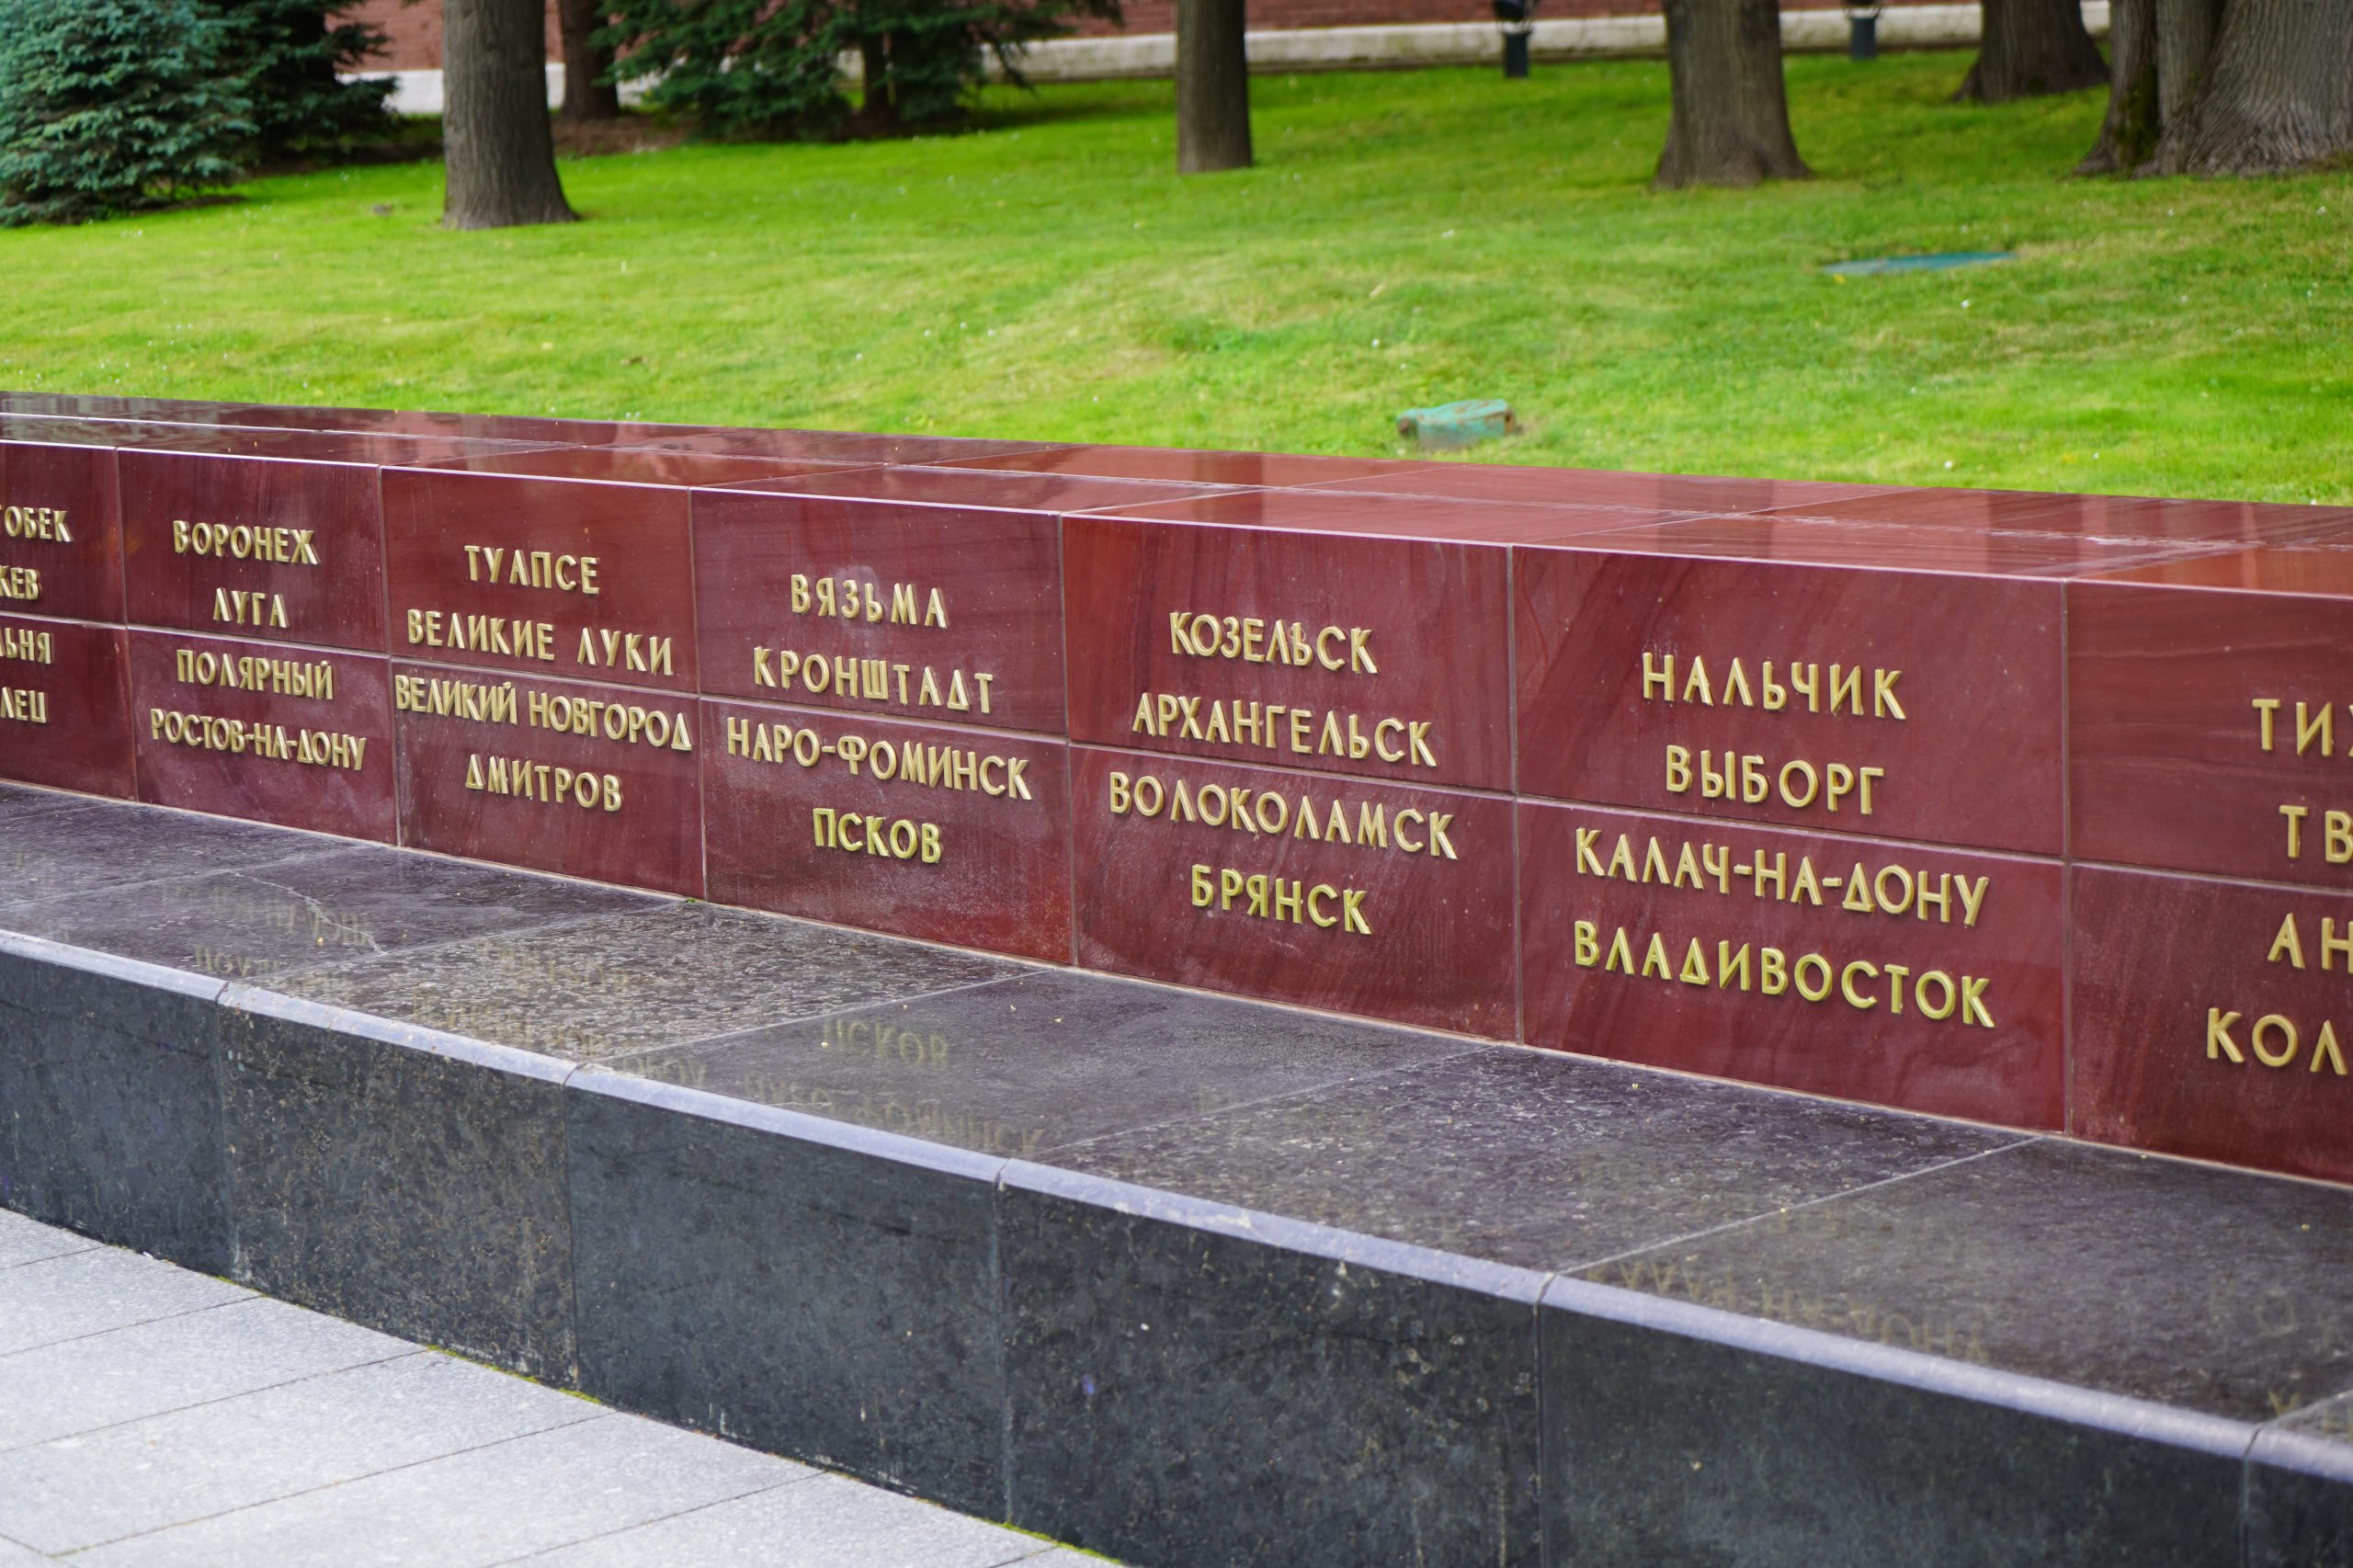 ВОРОНЕЖ
ЛУГА
ПОЛЯРНЫЙ
РОСТОВ-НА-ДОНУ
ТУАПСЕ
ВЕЛИКИЕ ЛУКИ
ВЕЛИКИЙ НОВГОРОД
ДМИТРОВ
ВЯЗЬМА
КРОНШТАДТ
НАРО-ФОМИНСК
ПСКОВ
КОЗЕЛЬСК
АРХАНГЕЛЬСК
ВОЛОКОЛАМСК
БРЯНСК
НАЛЬЧИК
ВЫБОРГ
КАЛАЧ-НА-ДОНУ
ВЛАДИВОСТОК